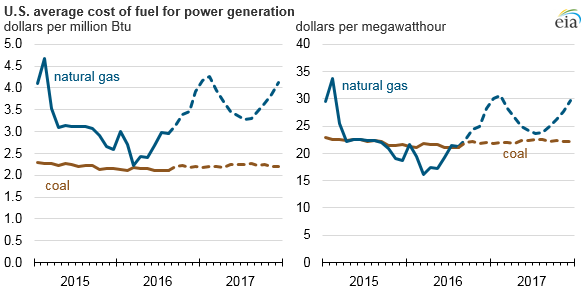 U.S. average cost of fuel for power generation
dollars per million Btu
dollars per megawatthour
eia
5.0
4.5
4.0
3.5
3.0
2.5
2.0
1.5
1.0
0.5
0.0
natural gas
coal
2015 2016 2017
40
35
30
25
20
15
10
5
0
natural gas
coal
2015 2016 2017